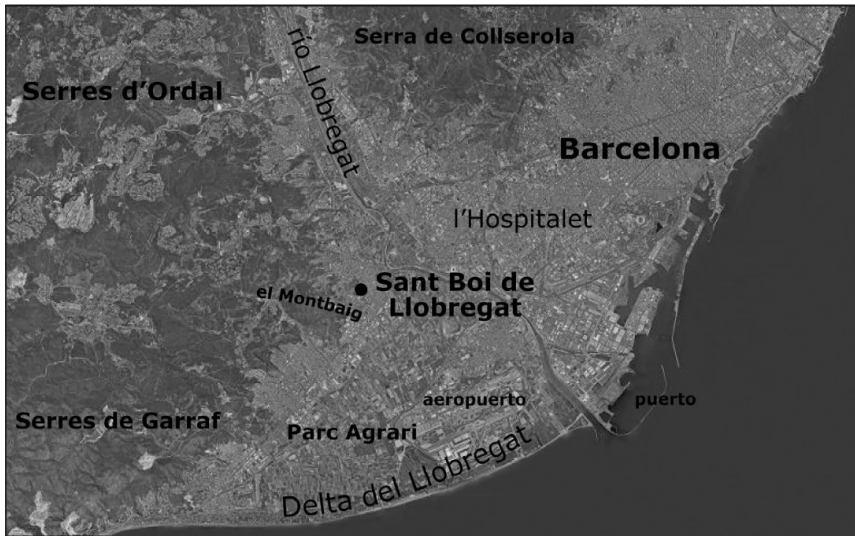 Serra de Collserola
río Llobregat
Serres d'Ordal
Barcelona
l'Hospitalet
Sant Boi de
Llobregat
el Montbaig
aeropuerto
puerto
Serres de Garraf
Parc Agrari
Delta del Llobregat